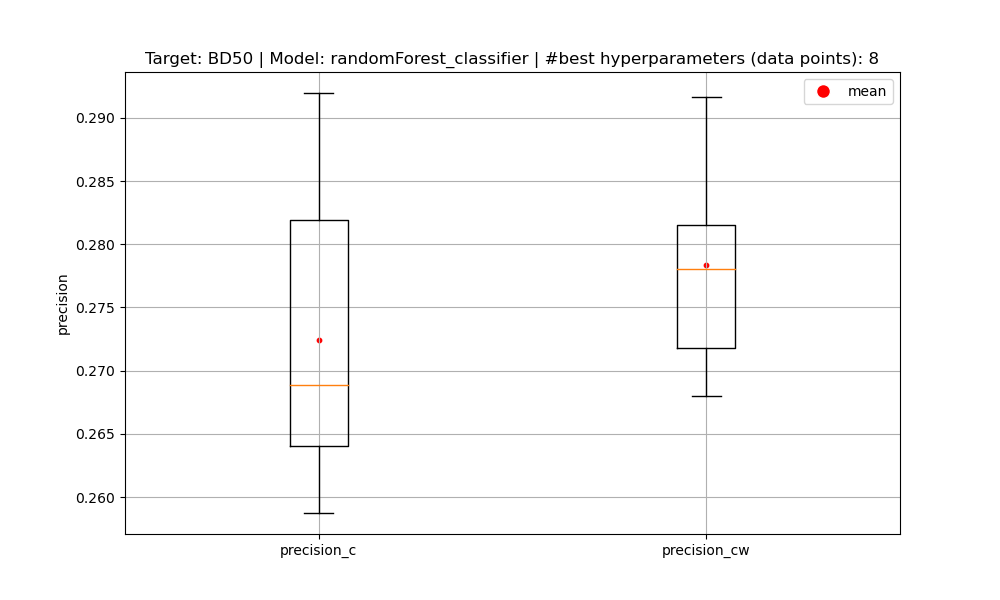 Target: BD50 | Model: randomForest_classifier | #best hyperparameters (data points): 8
mean
0.290
0.285
0.280
0.275
0.270
0.265
0.260
precision
precision_c
precision_cw